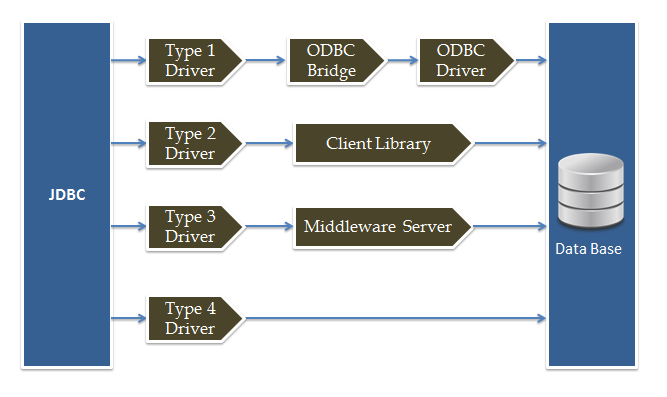 Type 1
Driver
ODBC
Bridge
ODBC
Driver
Type 2
Driver
Client Library
JDBC
Type 3
Driver
Middleware Server
Data Base
Type 4
Driver